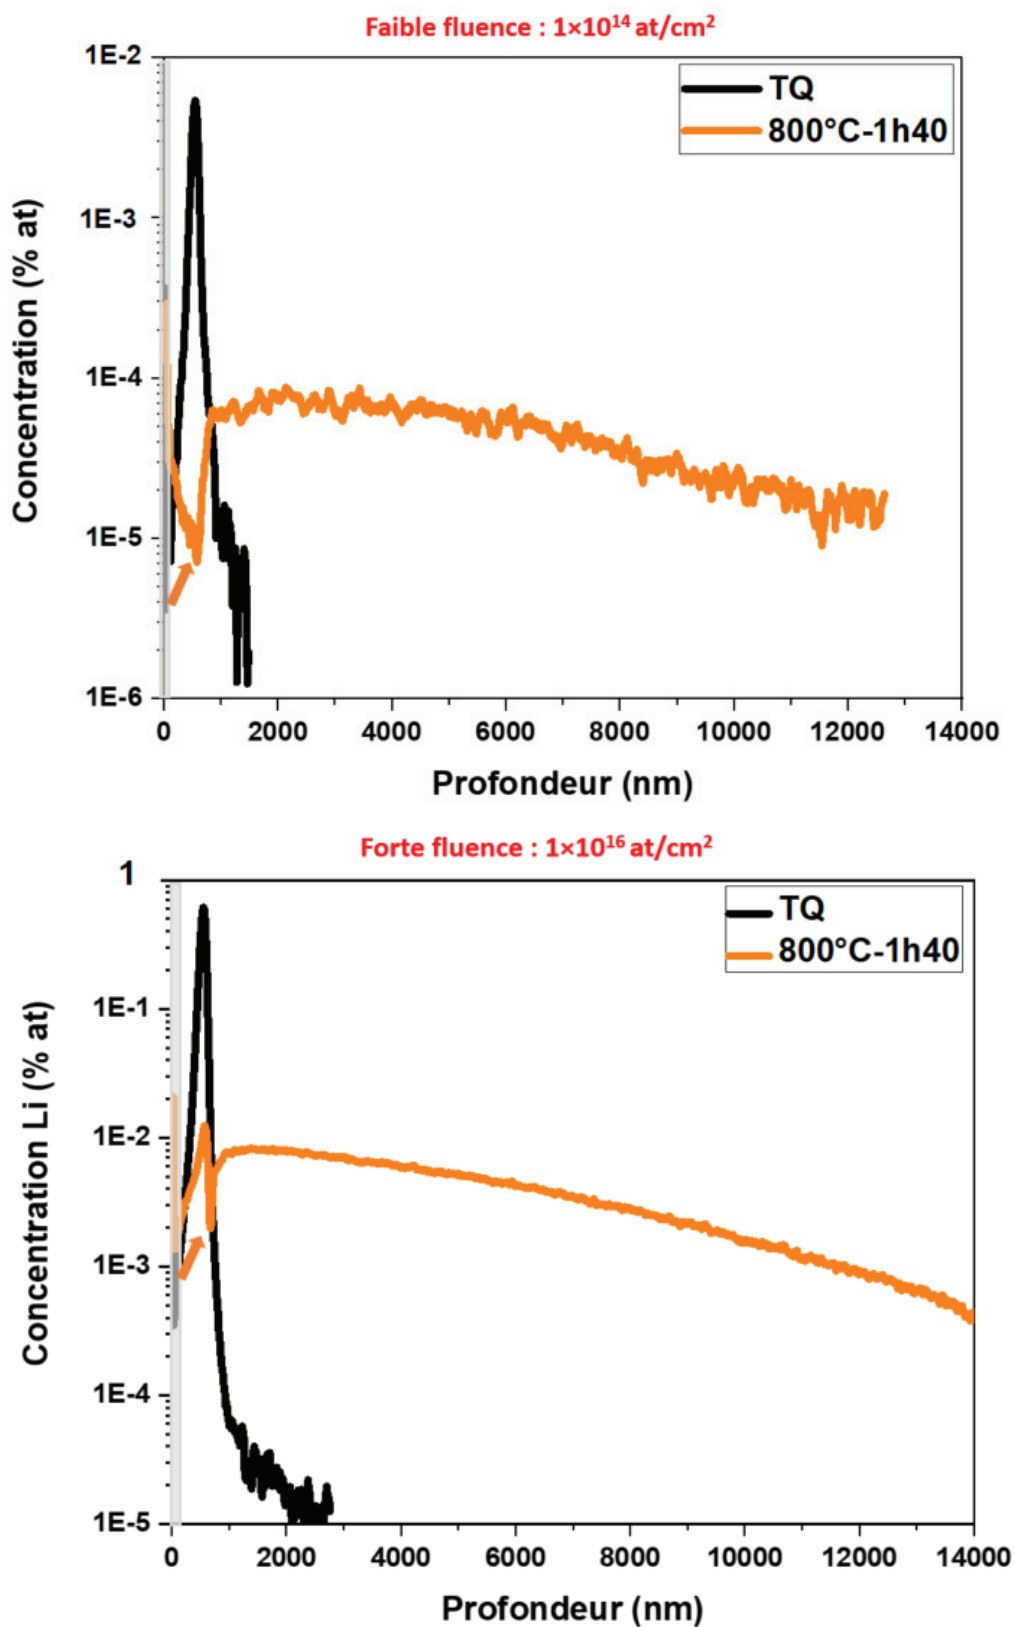 Faible fluence : 1×10¹⁴ at/cm²
1E-2
TQ
800°C-1h40
1E-3
Concentration (% at)
1E-4
1E-5
1E-6
0 2000 4000 6000 8000 10000 12000 14000
Profondeur (nm)
Forte fluence : 1×10¹⁶ at/cm²
1
TQ
800°C-1h40
1E-1
Concentration Li (% at)
1E-2
1E-3
1E-4
1E-5
0 2000 4000 6000 8000 10000 12000 14000
Profondeur (nm)